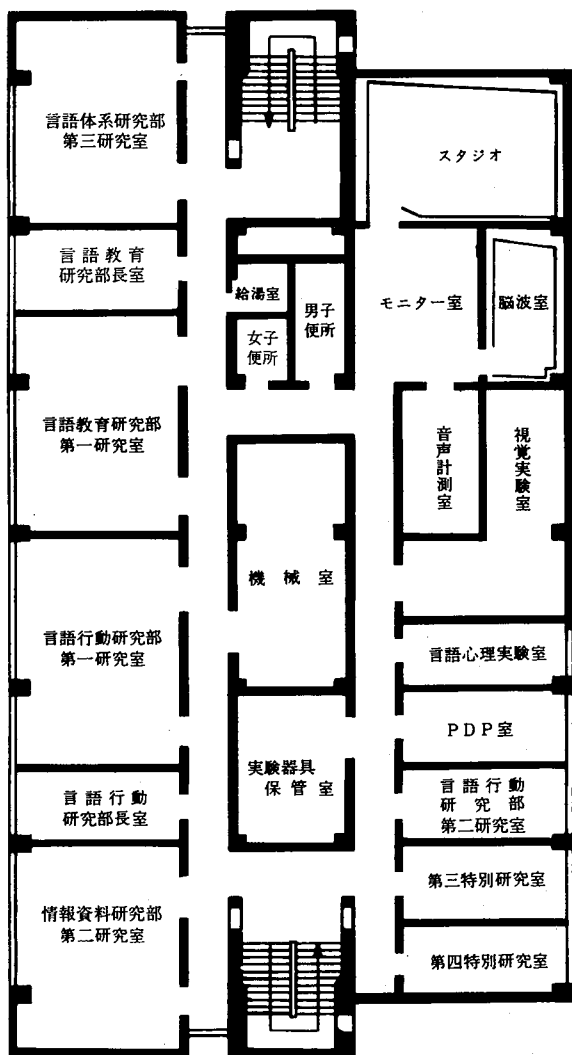 言語体系研究部
第三研究室
言語教育
研究部長室
言語教育研究部
第一研究室
言語行動研究部
第一研究室
言語行動
研究部長室
情報資料研究部
第二研究室
給湯室
女子
便所
男子
便所
機械室
実験器具
保管室
スタジオ
モニター室
脳波室
音声計測室
視覚実験室
言語心理実験室
PDP室
言語行動
研究部
第二研究室
第三特別研究室
第四特別研究室